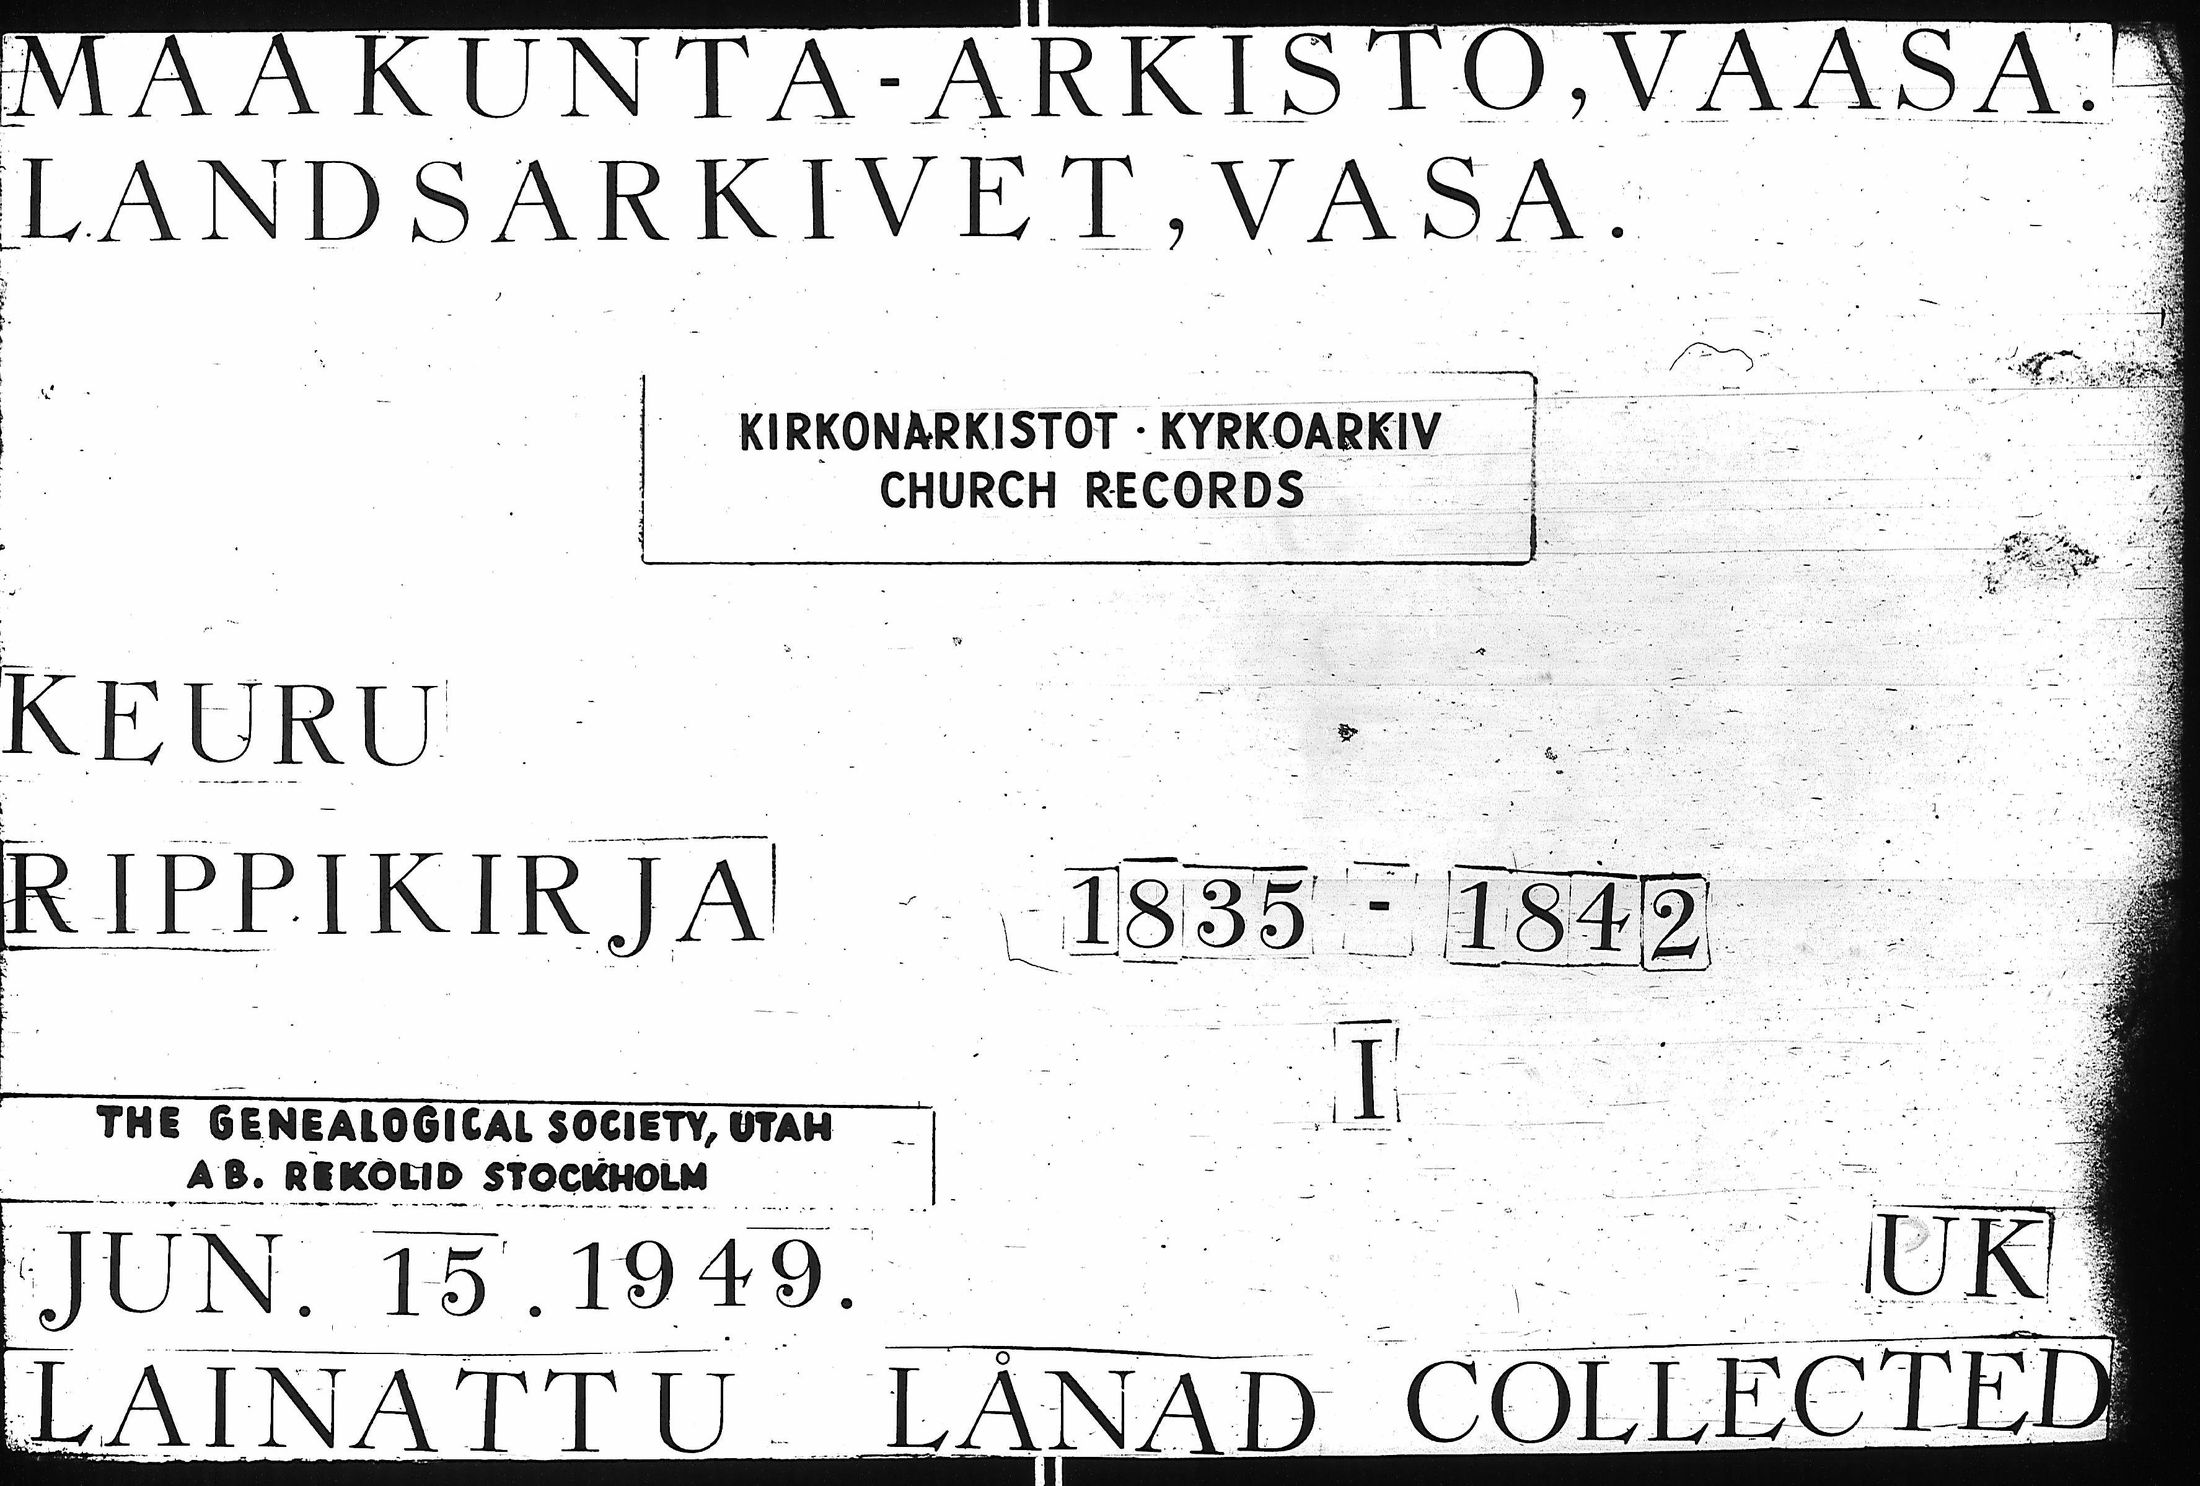 MAAKUNTA-ARKISTO, VAASA.
LANDSARKIVET, VASA.
KIRKONARKISTOT · KYRKOARKIV
CHURCH RECORDS
KEURU
RIPPIKIRJA 1835 - 1842
I
THE GENEALOGICAL SOCIETY, UTAH
AB. REKOLID STOCKHOLM
JUN. 15. 1949.
UK
LAINATTU LÅNAD COLLECTED